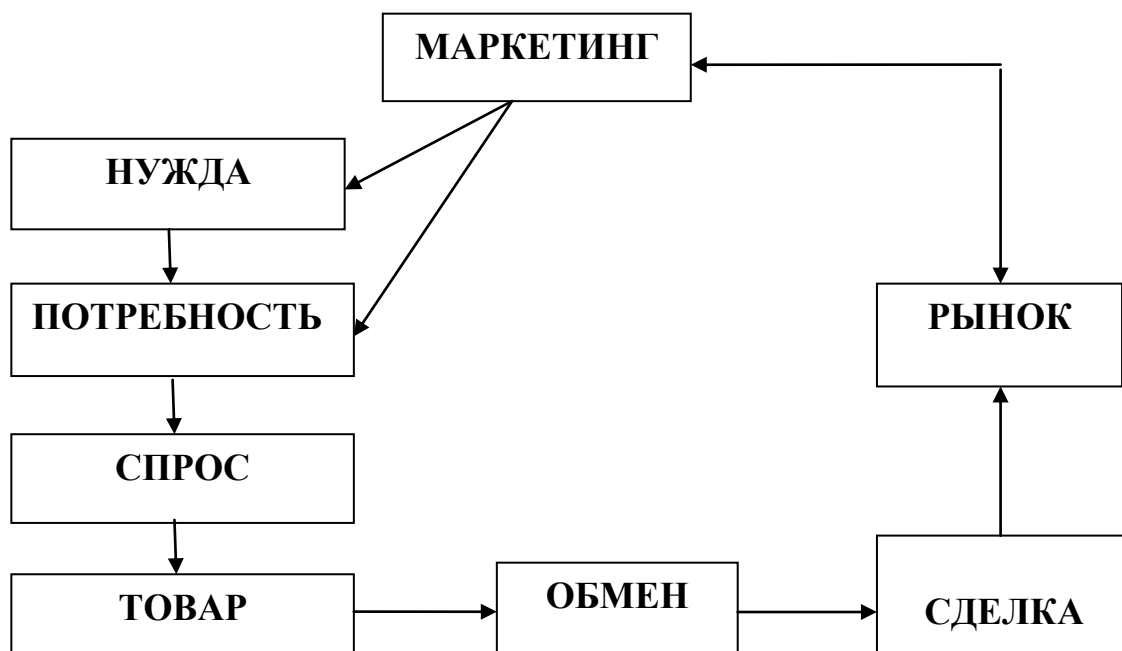 МАРКЕТИНГ
НУЖДА
ПОТРЕБНОСТЬ
РЫНОК
СПРОС
ТОВАР
ОБМЕН
СДЕЛКА